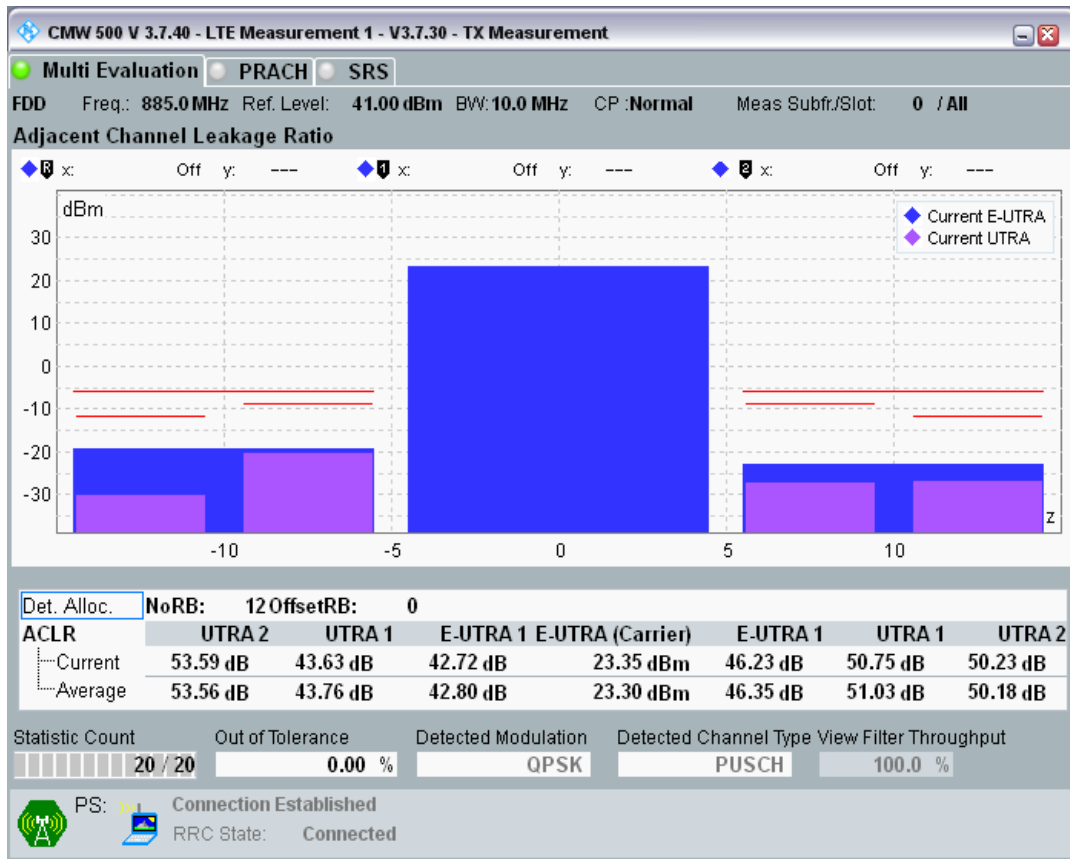 CMW 500 V 3.7.40 - LTE Measurement 1 - V3.7.30 - TX Measurement
Multi Evaluation PRACH SRS
FDD Freq.: 885.0 MHz Ref. Level: 41.00 dBm BW: 10.0 MHz CP :Normal Meas Subfr./Slot: 0 / All
Adjacent Channel Leakage Ratio
R x: Off y: --- 1 x: Off y: --- 2 x: Off y: ---
dBm
Current E-UTRA
Current UTRA
30
20
10
0
-10
-20
-30
z
-10 -5 0 5 10
Det. Alloc. NoRB: 12 OffsetRB: 0
ACLR UTRA 2 UTRA 1 E-UTRA 1 E-UTRA (Carrier) E-UTRA 1 UTRA 1 UTRA 2
Current 53.59 dB 43.63 dB 42.72 dB 23.35 dBm 46.23 dB 50.75 dB 50.23 dB
Average 53.56 dB 43.76 dB 42.80 dB 23.30 dBm 46.35 dB 51.03 dB 50.18 dB
Statistic Count Out of Tolerance Detected Modulation Detected Channel Type View Filter Throughput
20 / 20 0.00 % QPSK PUSCH 100.0 %
PS: Connection Established
RRC State: Connected